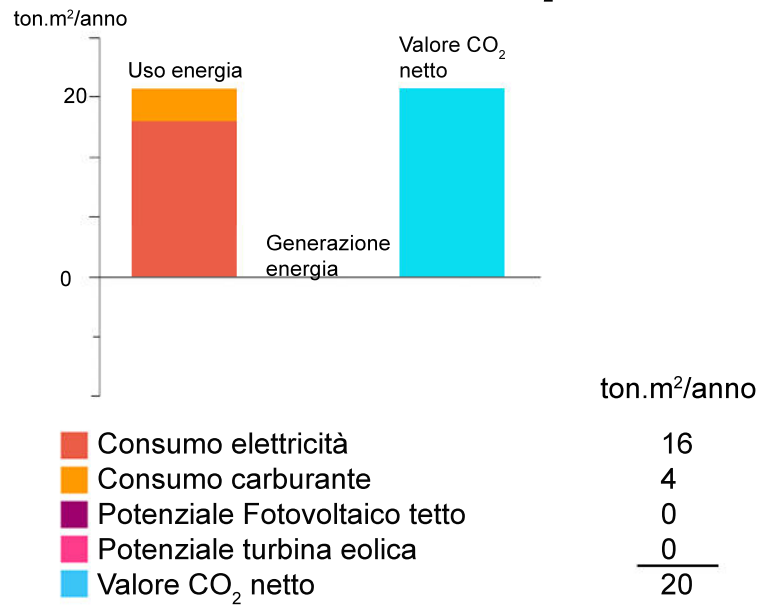 ton.m²/anno
Valore CO₂
netto
Uso energia
20
Generazione
energia
0
ton.m²/anno
Consumo elettricità 16
Consumo carburante 4
Potenziale Fotovoltaico tetto 0
Potenziale turbina eolica 0
Valore CO₂ netto 20